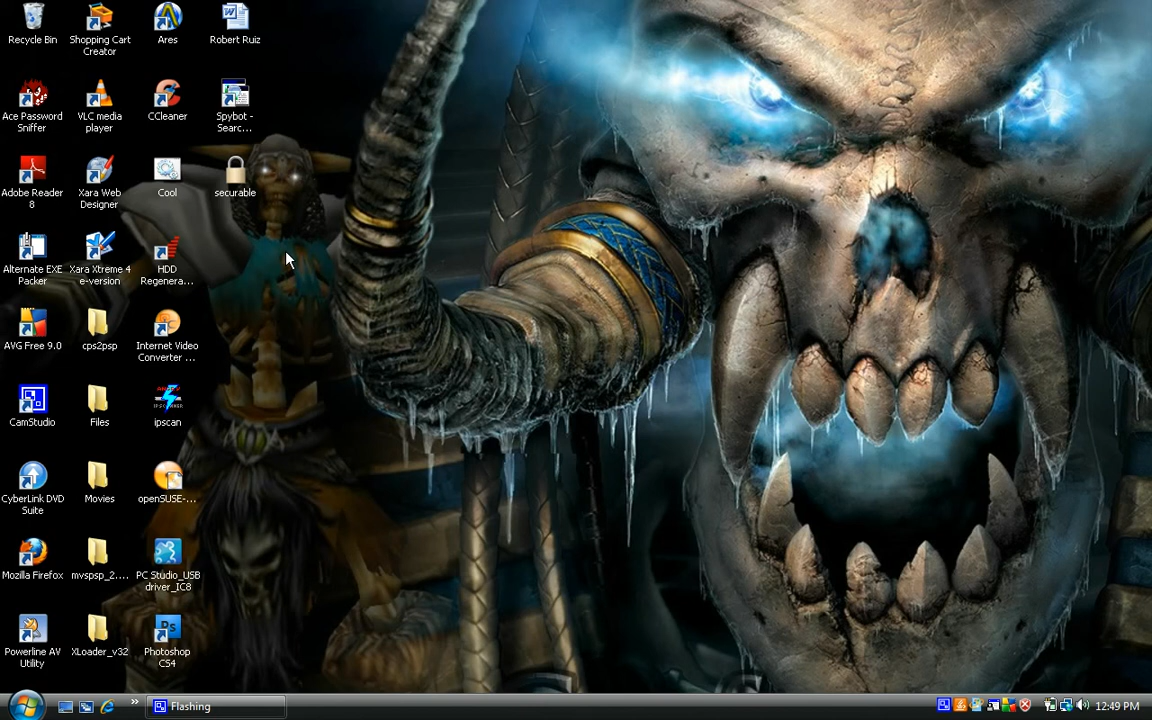 Recycle Bin
Shopping Cart
Creator
Ares
Robert Ruiz
Ace Password
Sniffer
VLC media
player
CCleaner
Spybot -
Searc...
Adobe Reader
8
Xara Web
Designer
Cool
securable
Alternate EXE
Packer
Xara Xtreme 4
e-version
HDD
Regenera...
AVG Free 9.0
cps2psp
Internet Video
Converter ...
CamStudio
Files
ipscan
CyberLink DVD
Suite
Movies
openSUSE-...
Mozilla Firefox
mvspsp_2....
PC Studio_USB
driver_IC8
Powerline AV
Utility
XLoader_v32
Ps
Photoshop
CS4
Flashing
12:49 PM